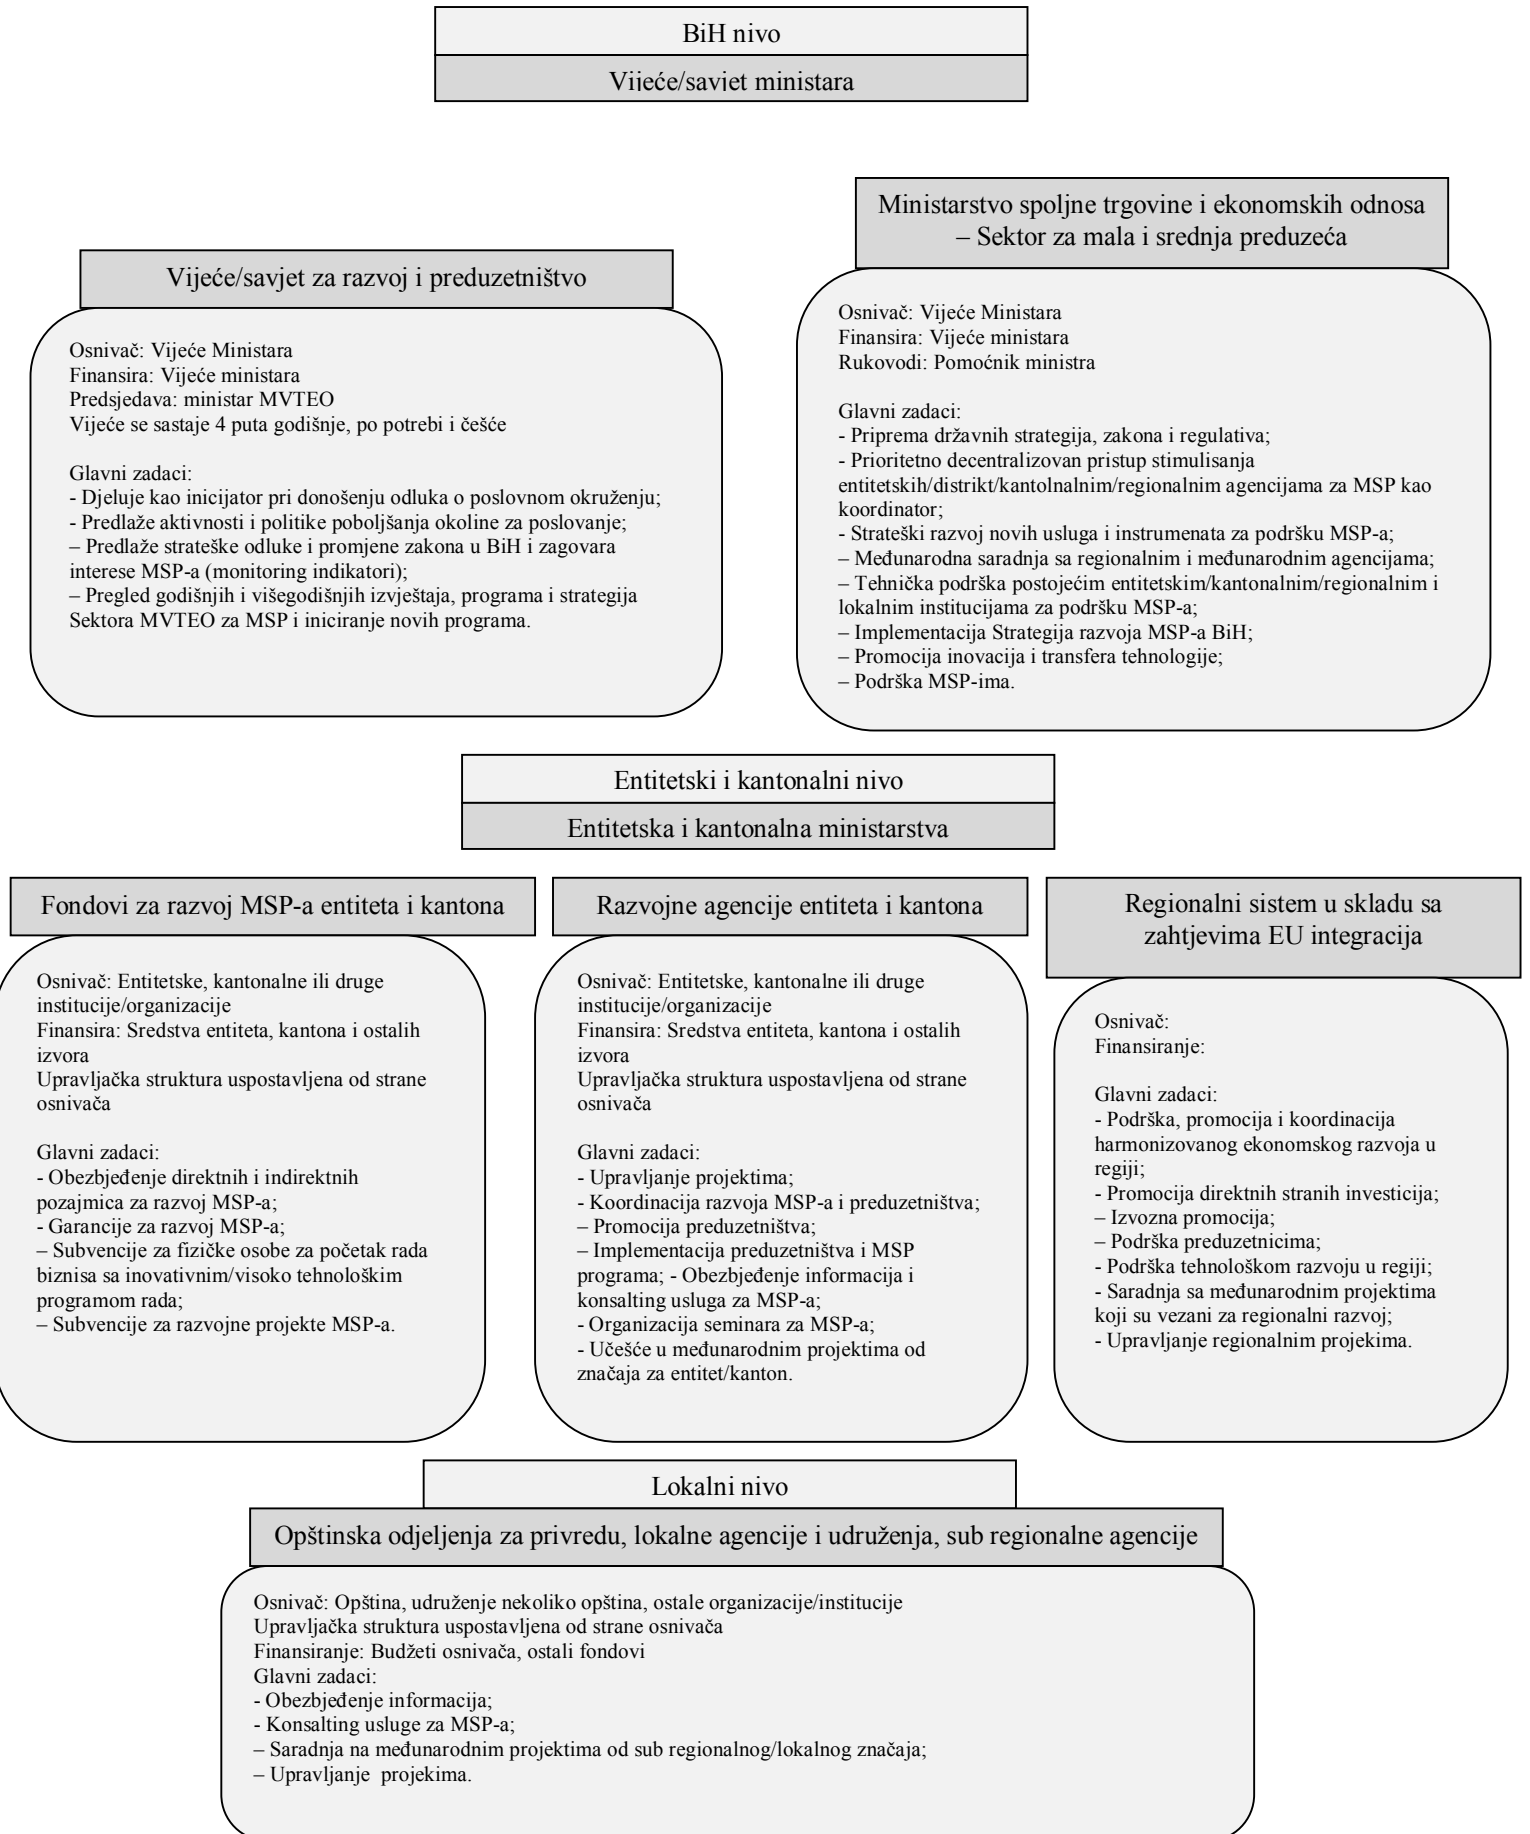 BiH nivo
Vijeće/savjet ministara
Vijeće/savjet za razvoj i preduzetništvo
Osnivač: Vijeće Ministara
Finansira: Vijeće ministara
Predsjedava: ministar MVTEO
Vijeće se sastaje 4 puta godišnje, po potrebi i češće
Glavni zadaci:
- Djeluje kao inicijator pri donošenju odluka o poslovnom okruženju;
- Predlaže aktivnosti i politike poboljšanja okoline za poslovanje;
– Predlaže strateške odluke i promjene zakona u BiH i zagovara
interese MSP-a (monitoring indikatori);
– Pregled godišnjih i višegodišnjih izvještaja, programa i strategija
Sektora MVTEO za MSP i iniciranje novih programa.
Ministarstvo spoljne trgovine i ekonomskih odnosa
– Sektor za mala i srednja preduzeća
Osnivač: Vijeće Ministara
Finansira: Vijeće ministara
Rukovodi: Pomoćnik ministra
Glavni zadaci:
- Priprema državnih strategija, zakona i regulativa;
- Prioritetno decentralizovan pristup stimulisanja
entitetskih/distrikt/kantolnalnim/regionalnim agencijama za MSP kao
koordinator;
- Strateški razvoj novih usluga i instrumenata za podršku MSP-a;
– Međunarodna saradnja sa regionalnim i međunarodnim agencijama;
– Tehnička podrška postojećim entitetskim/kantonalnim/regionalnim i
lokalnim institucijama za podršku MSP-a;
– Implementacija Strategija razvoja MSP-a BiH;
– Promocija inovacija i transfera tehnologije;
– Podrška MSP-ima.
Entitetski i kantonalni nivo
Entitetska i kantonalna ministarstva
Fondovi za razvoj MSP-a entiteta i kantona
Osnivač: Entitetske, kantonalne ili druge
institucije/organizacije
Finansira: Sredstva entiteta, kantona i ostalih
izvora
Upravljačka struktura uspostavljena od strane
osnivača
Glavni zadaci:
- Obezbjeđenje direktnih i indirektnih
pozajmica za razvoj MSP-a;
- Garancije za razvoj MSP-a;
– Subvencije za fizičke osobe za početak rada
biznisa sa inovativnim/visoko tehnološkim
programom rada;
– Subvencije za razvojne projekte MSP-a.
Razvojne agencije entiteta i kantona
Osnivač: Entitetske, kantonalne ili druge
institucije/organizacije
Finansira: Sredstva entiteta, kantona i ostalih
izvora
Upravljačka struktura uspostavljena od strane
osnivača
Glavni zadaci:
- Upravljanje projektima;
- Koordinacija razvoja MSP-a i preduzetništva;
– Promocija preduzetništva;
– Implementacija preduzetništva i MSP
programa; - Obezbjeđenje informacija i
konsalting usluga za MSP-a;
- Organizacija seminara za MSP-a;
- Učešće u međunarodnim projektima od
značaja za entitet/kanton.
Regionalni sistem u skladu sa
zahtjevima EU integracija
Osnivač:
Finansiranje:
Glavni zadaci:
- Podrška, promocija i koordinacija
harmonizovanog ekonomskog razvoja u
regiji;
- Promocija direktnih stranih investicija;
– Izvozna promocija;
– Podrška preduzetnicima;
- Podrška tehnološkom razvoju u regiji;
- Saradnja sa međunarodnim projektima
koji su vezani za regionalni razvoj;
- Upravljanje regionalnim projekima.
Lokalni nivo
Opštinska odjeljenja za privredu, lokalne agencije i udruženja, sub regionalne agencije
Osnivač: Opština, udruženje nekoliko opština, ostale organizacije/institucije
Upravljačka struktura uspostavljena od strane osnivača
Finansiranje: Budžeti osnivača, ostali fondovi
Glavni zadaci:
- Obezbjeđenje informacija;
- Konsalting usluge za MSP-a;
– Saradnja na međunarodnim projektima od sub regionalnog/lokalnog značaja;
– Upravljanje  projekima.